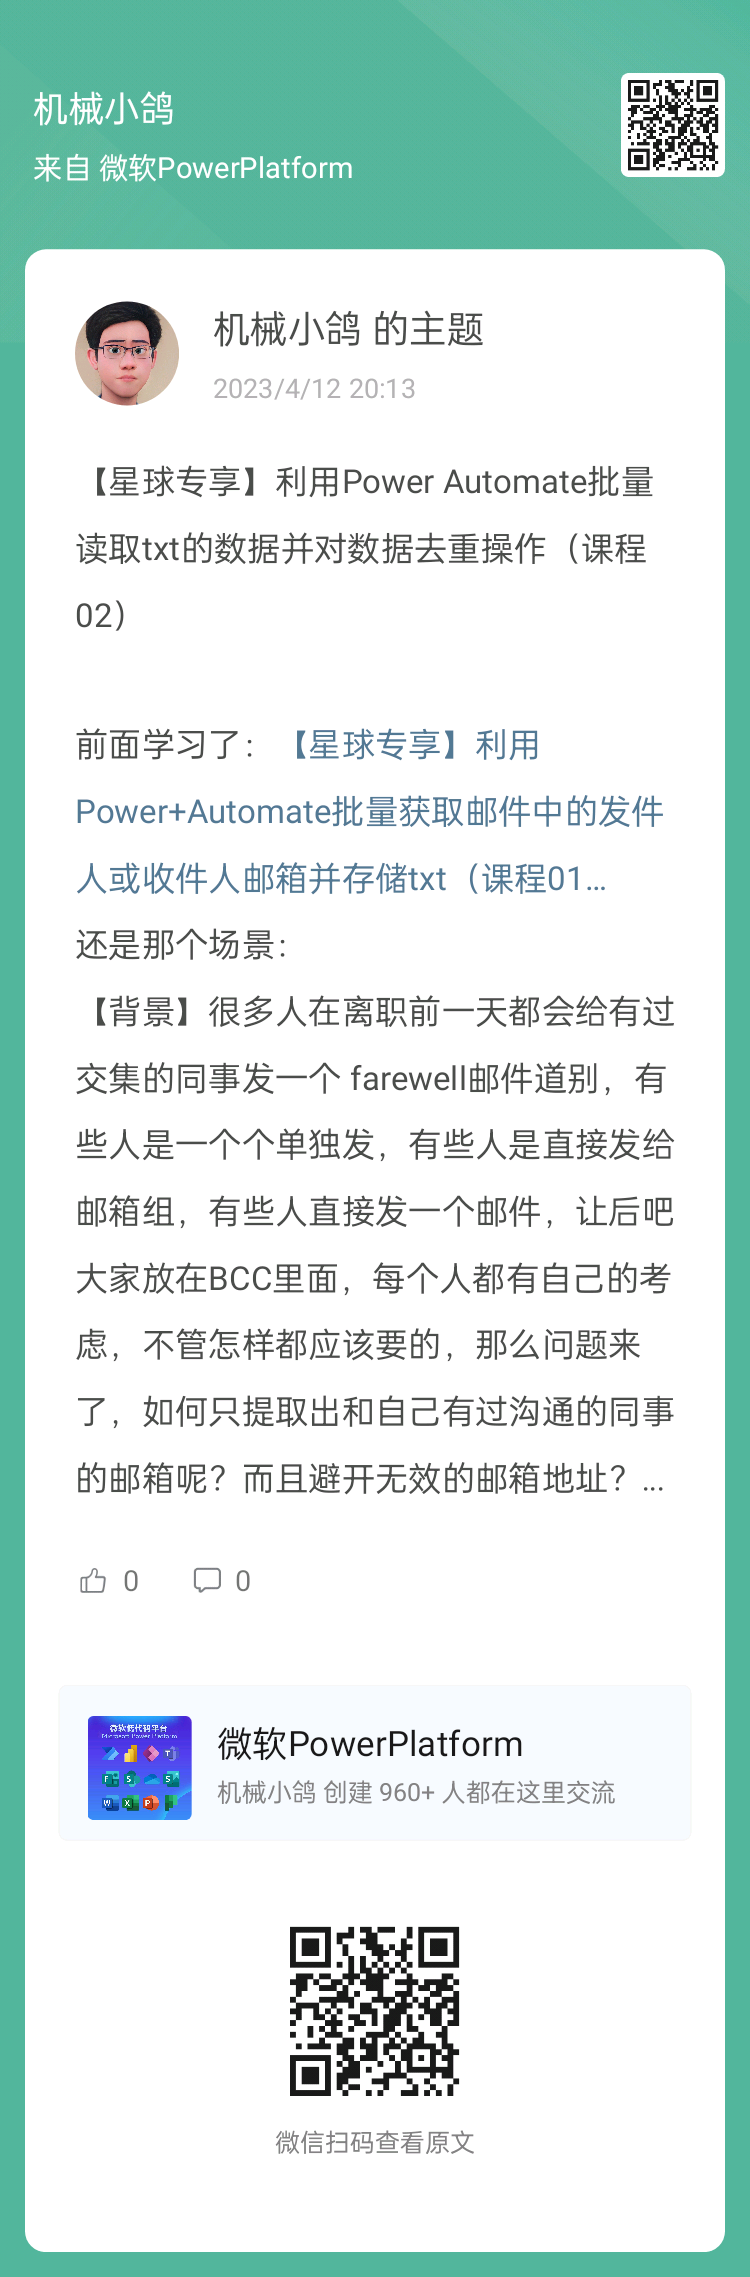 机械小鸽
来自 微软PowerPlatform
机械小鸽 的主题
2023/4/12 20:13
【星球专享】利用Power Automate批量
读取txt的数据并对数据去重操作（课程
02）
前面学习了：【星球专享】利用
Power+Automate批量获取邮件中的发件
人或收件人邮箱并存储txt（课程01...
还是那个场景：
【背景】很多人在离职前一天都会给有过
交集的同事发一个 farewell邮件道别，有
些人是一个个单独发，有些人是直接发给
邮箱组，有些人直接发一个邮件，让后吧
大家放在BCC里面，每个人都有自己的考
虑，不管怎样都应该要的，那么问题来
了，如何只提取出和自己有过沟通的同事
的邮箱呢？而且避开无效的邮箱地址？...
0 0
微软低代码平台
Microsoft Power Platform
微软PowerPlatform
机械小鸽 创建 960+ 人都在这里交流
微信扫码查看原文